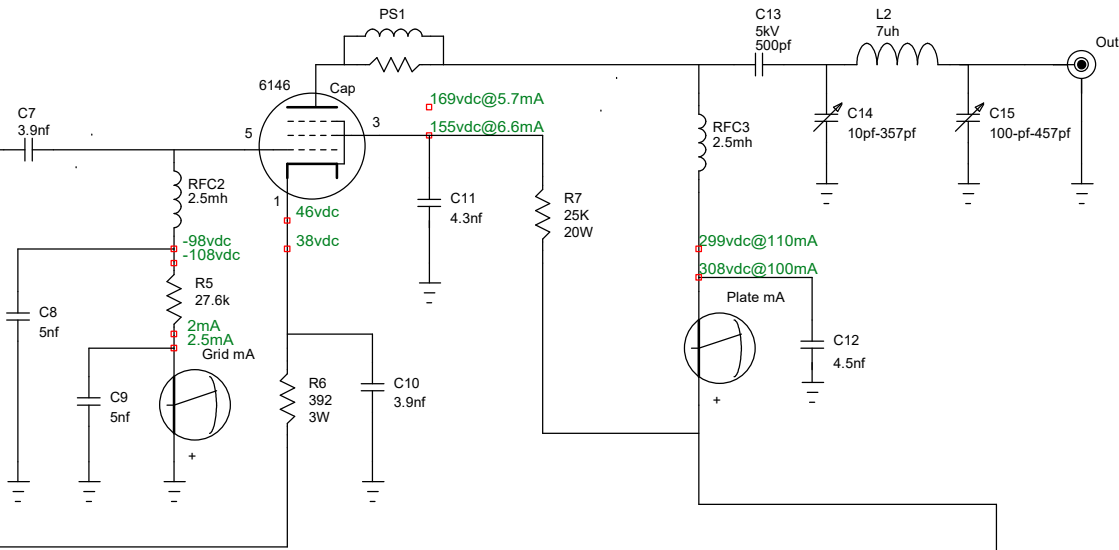 PS1
C13
5kV
500pf
L2
7uh
Out
6146
Cap
169vdc@5.7mA
155vdc@6.6mA
C7
3.9nf
5
3
C14
10pf-357pf
C15
100-pf-457pf
RFC3
2.5mh
RFC2
2.5mh
1
46vdc
38vdc
C11
4.3nf
R7
25K
20W
-98vdc
-108vdc
299vdc@110mA
308vdc@100mA
R5
27.6k
Plate mA
C8
5nf
2mA
2.5mA
Grid mA
C12
4.5nf
C9
5nf
R6
392
3W
C10
3.9nf
+
+